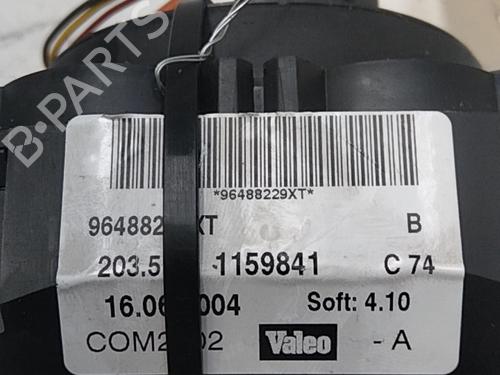 B-PARTS
*96488229XT*
964882 XT B
203.5 1159841 C 74
16.06 004 Soft: 4.10
COM2 02 Valeo - A